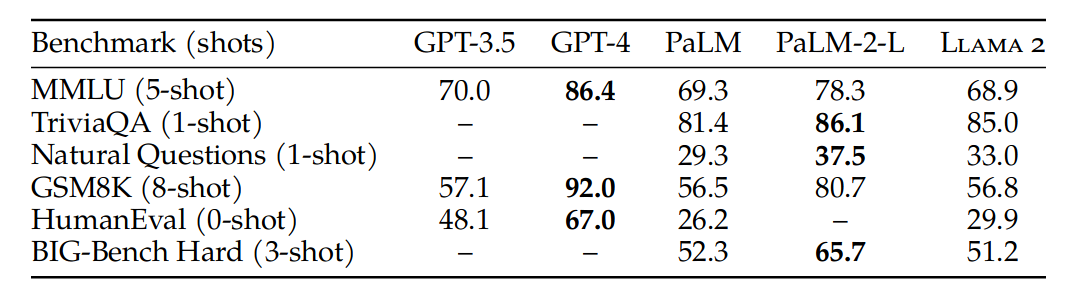 Benchmark (shots) GPT-3.5 GPT-4 PaLM PaLM-2-L LLAMA 2
MMLU (5-shot) 70.0 86.4 69.3 78.3 68.9
TriviaQA (1-shot) – – 81.4 86.1 85.0
Natural Questions (1-shot) – – 29.3 37.5 33.0
GSM8K (8-shot) 57.1 92.0 56.5 80.7 56.8
HumanEval (0-shot) 48.1 67.0 26.2 – 29.9
BIG-Bench Hard (3-shot) – – 52.3 65.7 51.2